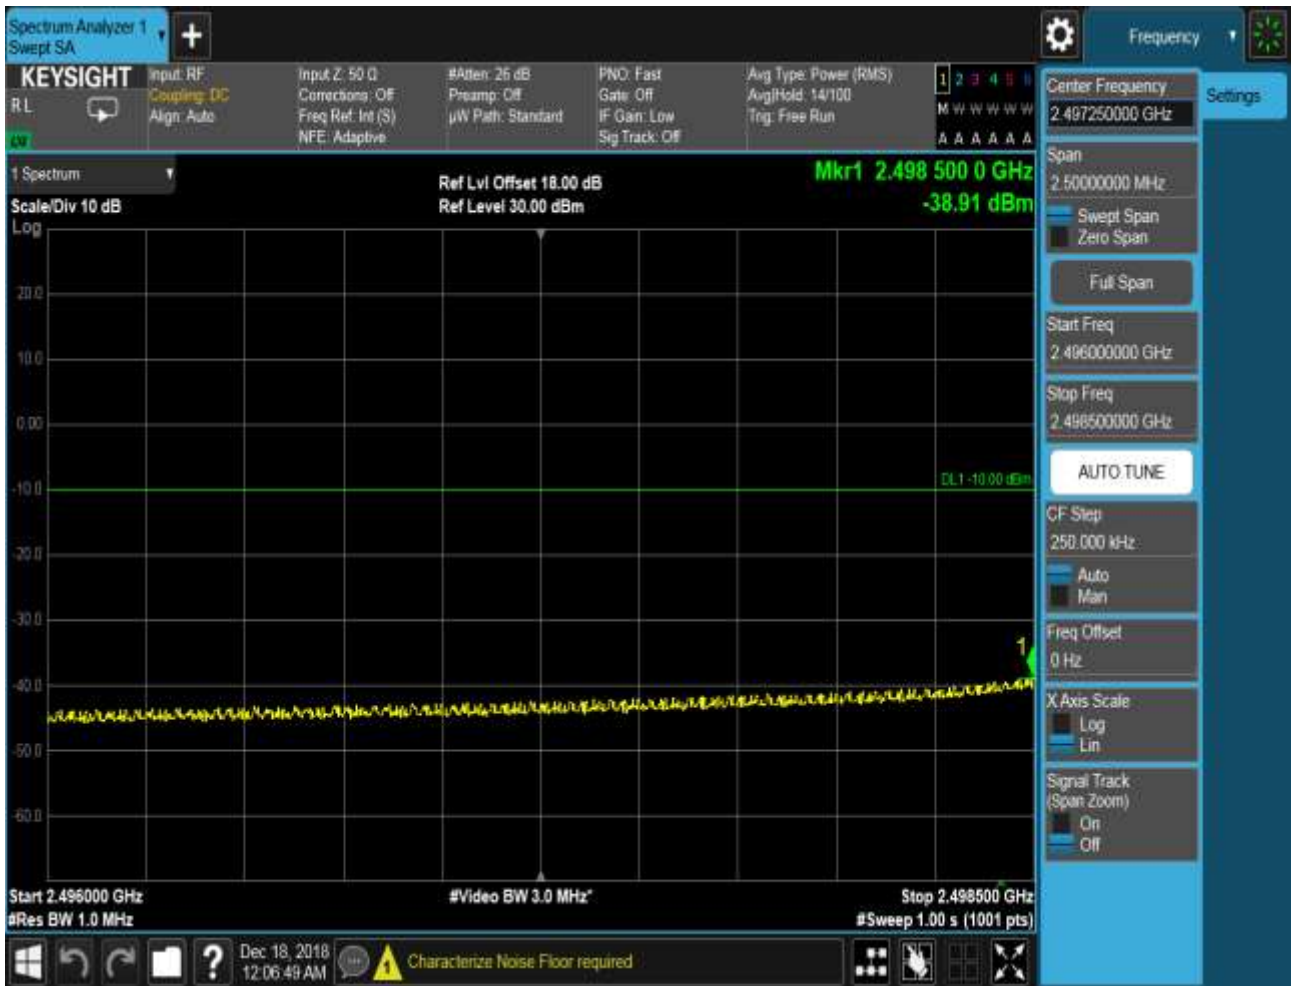 Spectrum Analyzer 1
Swept SA
+
Frequency
KEYSIGHT
RL
Input: RF
Coupling: DC
Align: Auto
Input Z: 50 Ω
Corrections: Off
Freq Ref: Int (S)
NFE: Adaptive
#Atten: 26 dB
Preamp: Off
µW Path: Standard
PNO: Fast
Gate: Off
IF Gain: Low
Sig Track: Off
Avg Type: Power (RMS)
Avg|Hold: 14/100
Trig: Free Run
1 2 3 4 5 6
M W W W W W
A A A A A A
1 Spectrum
Scale/Div 10 dB
Log
Ref Lvl Offset 18.00 dB
Ref Level 30.00 dBm
Mkr1 2.498 500 0 GHz
-38.91 dBm
20.0
10.0
0.00
-10.0
DL1 -10.00 dBm
-20.0
-30.0
1
-40.0
-50.0
-60.0
Start 2.496000 GHz
#Res BW 1.0 MHz
#Video BW 3.0 MHz*
Stop 2.498500 GHz
#Sweep 1.00 s (1001 pts)
Center Frequency
2.497250000 GHz
Settings
Span
2.50000000 MHz
Swept Span
Zero Span
Full Span
Start Freq
2.496000000 GHz
Stop Freq
2.498500000 GHz
AUTO TUNE
CF Step
250.000 kHz
Auto
Man
Freq Offset
0 Hz
X Axis Scale
Log
Lin
Signal Track
(Span Zoom)
On
Off
?
Dec 18, 2018
12:06:49 AM
1
Characterize Noise Floor required